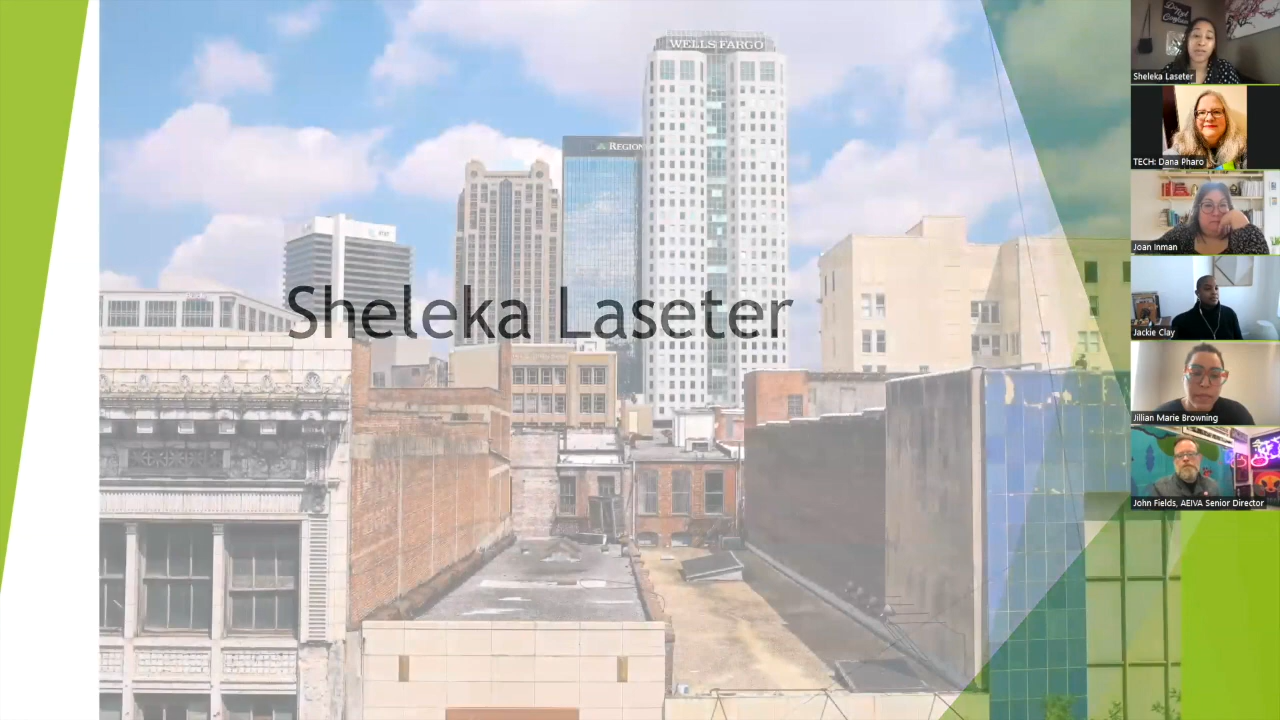 WELLS FARGO
REGION
Sheleka Laseter
Sheleka Laseter
TECH: Dana Pharo
Joan Inman
Jackie Clay
Jillian Marie Browning
John Fields, AEIVA Senior Director